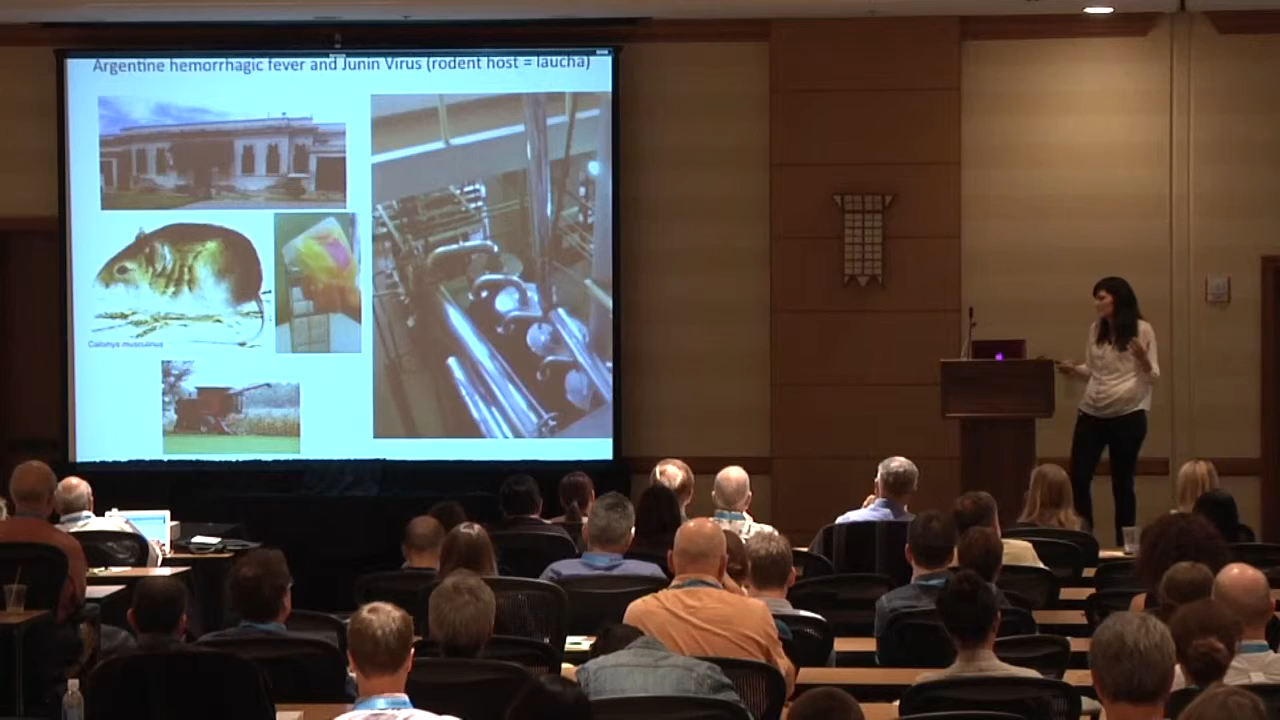 Argentine hemorrhagic fever and Junin Virus (rodent host = laucha)
Calomys musculinus